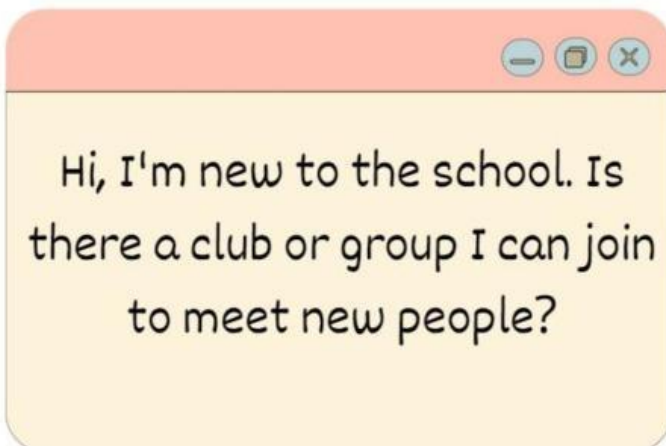 Hi, I'm new to the school. Is
there a club or group I can join
to meet new people?